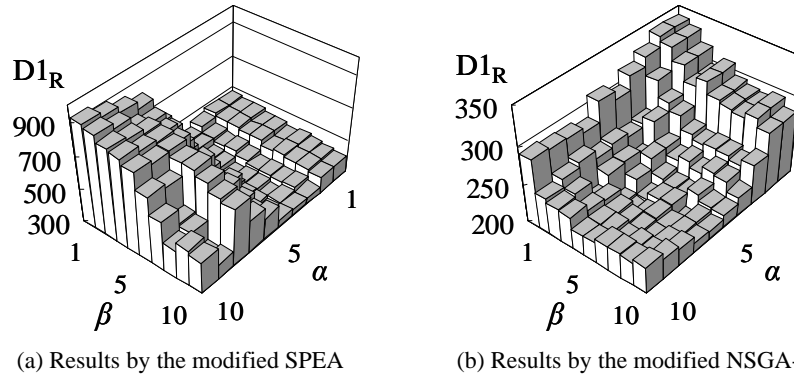 D1R
900
700
500
300
1
5
10
β
10
5
1
α
(a) Results by the modified SPEA
D1R
350
300
250
200
1
5
10
β
10
5
1
α
(b) Results by the modified NSGA-